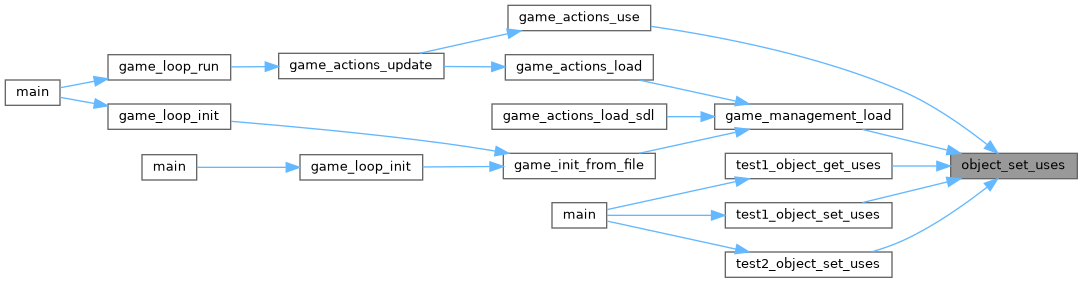 game_actions_use
game_loop_run
game_actions_update
game_actions_load
main
game_loop_init
game_actions_load_sdl
game_management_load
main
game_loop_init
game_init_from_file
test1_object_get_uses
object_set_uses
main
test1_object_set_uses
test2_object_set_uses